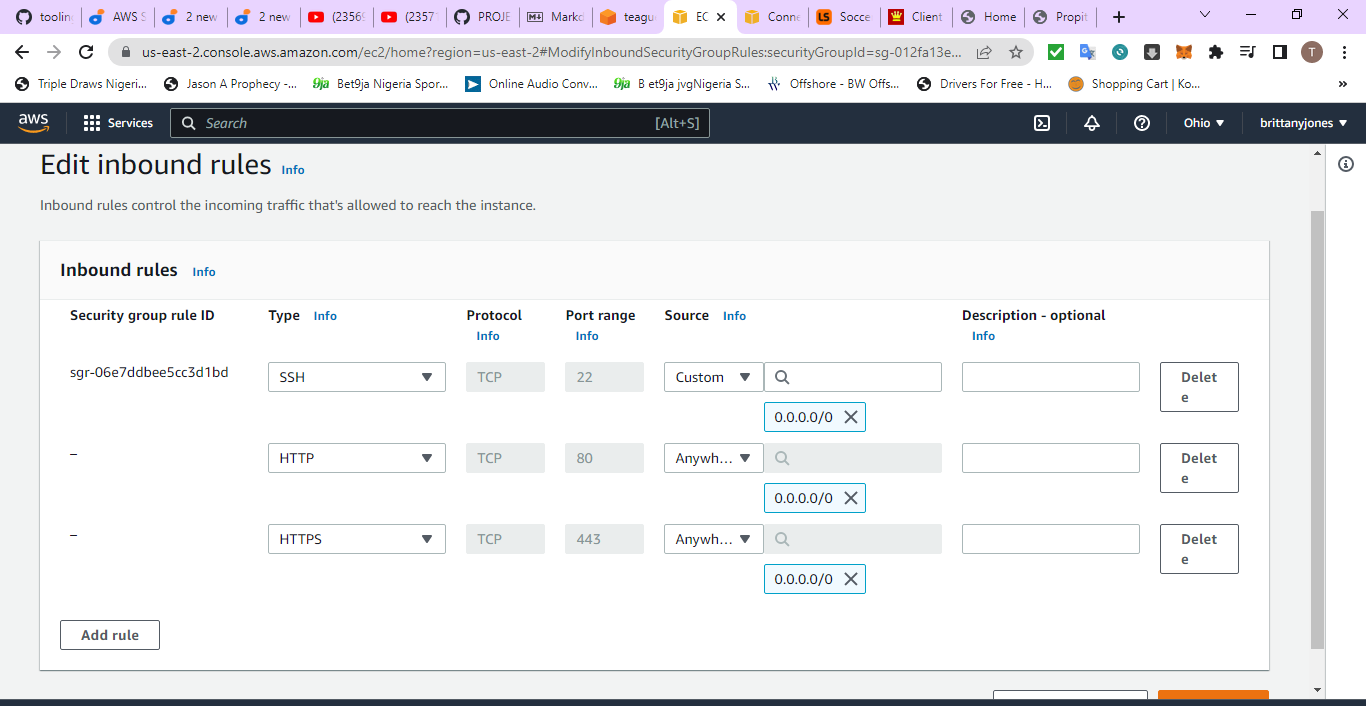 toolin
AWS S
2 new
2 new
(2356
(2357
PROJE
Markd
teagu
EC
Conne
Socce
Client
Home
Propit
us-east-2.console.aws.amazon.com/ec2/home?region=us-east-2#ModifyInboundSecurityGroupRules:securityGroupId=sg-012fa13e...
T
Triple Draws Nigeri...
Jason A Prophecy -...
9ja Bet9ja Nigeria Spor...
Online Audio Conv...
9ja B et9ja jvgNigeria S...
Offshore - BW Offs...
Drivers For Free - H...
Shopping Cart | Ko...
»
aws
Services
Search
[Alt+S]
Ohio
brittanyjones
Edit inbound rules Info
Inbound rules control the incoming traffic that's allowed to reach the instance.
Inbound rules Info
Security group rule ID
Type Info
Protocol
Info
Port range
Info
Source Info
Description - optional
Info
sgr-06e7ddbee5cc3d1bd
SSH
TCP
22
Custom
0.0.0.0/0
Delet
e
–
HTTP
TCP
80
Anywh...
0.0.0.0/0
Delet
e
–
HTTPS
TCP
443
Anywh...
0.0.0.0/0
Delet
e
Add rule